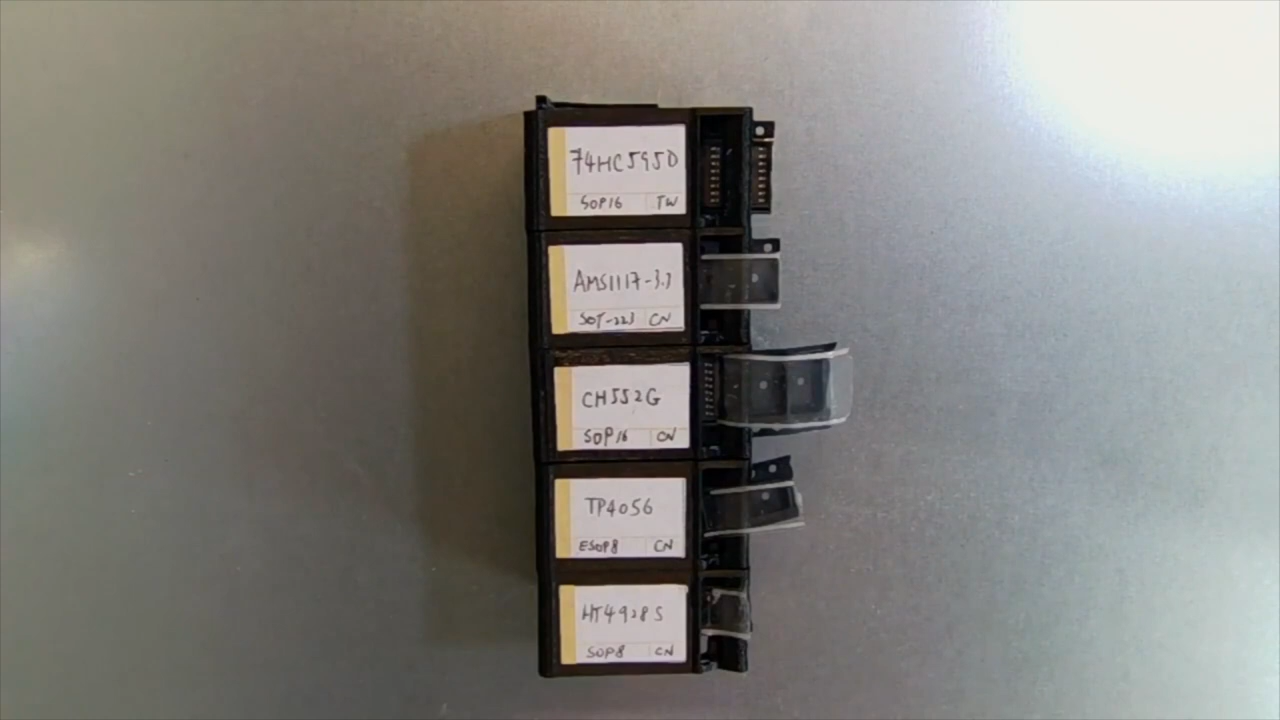 74HC595D
SOP16 TW
AMS1117-3.3
SOT-223 CN
CH552G
SOP16 CN
TP4056
ESOP8 CN
HT4928S
SOP8 CN